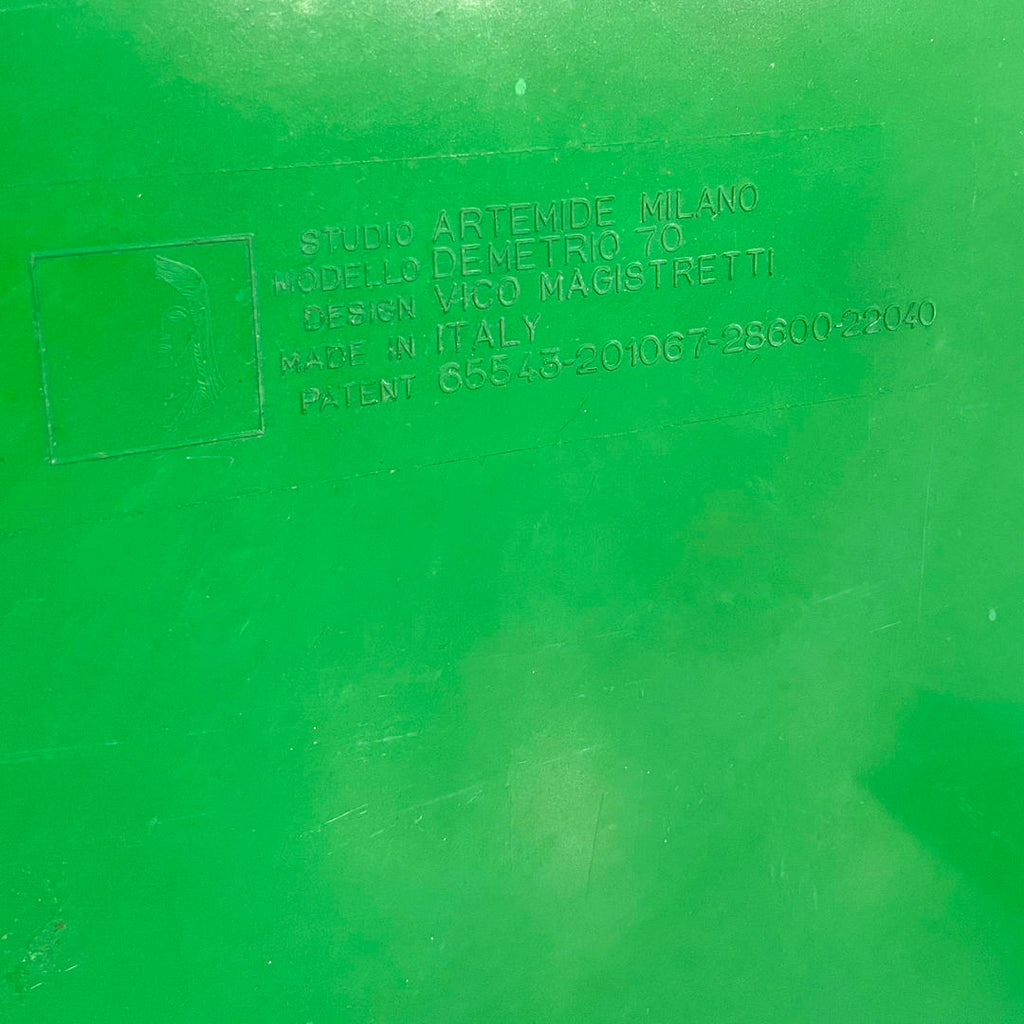 STUDIO ARTEMIDE MILANO
MODELLO DEMETRIO 70
DESIGN VICO MAGISTRETTI
MADE IN ITALY
PATENT 65543-201067-28600-22040